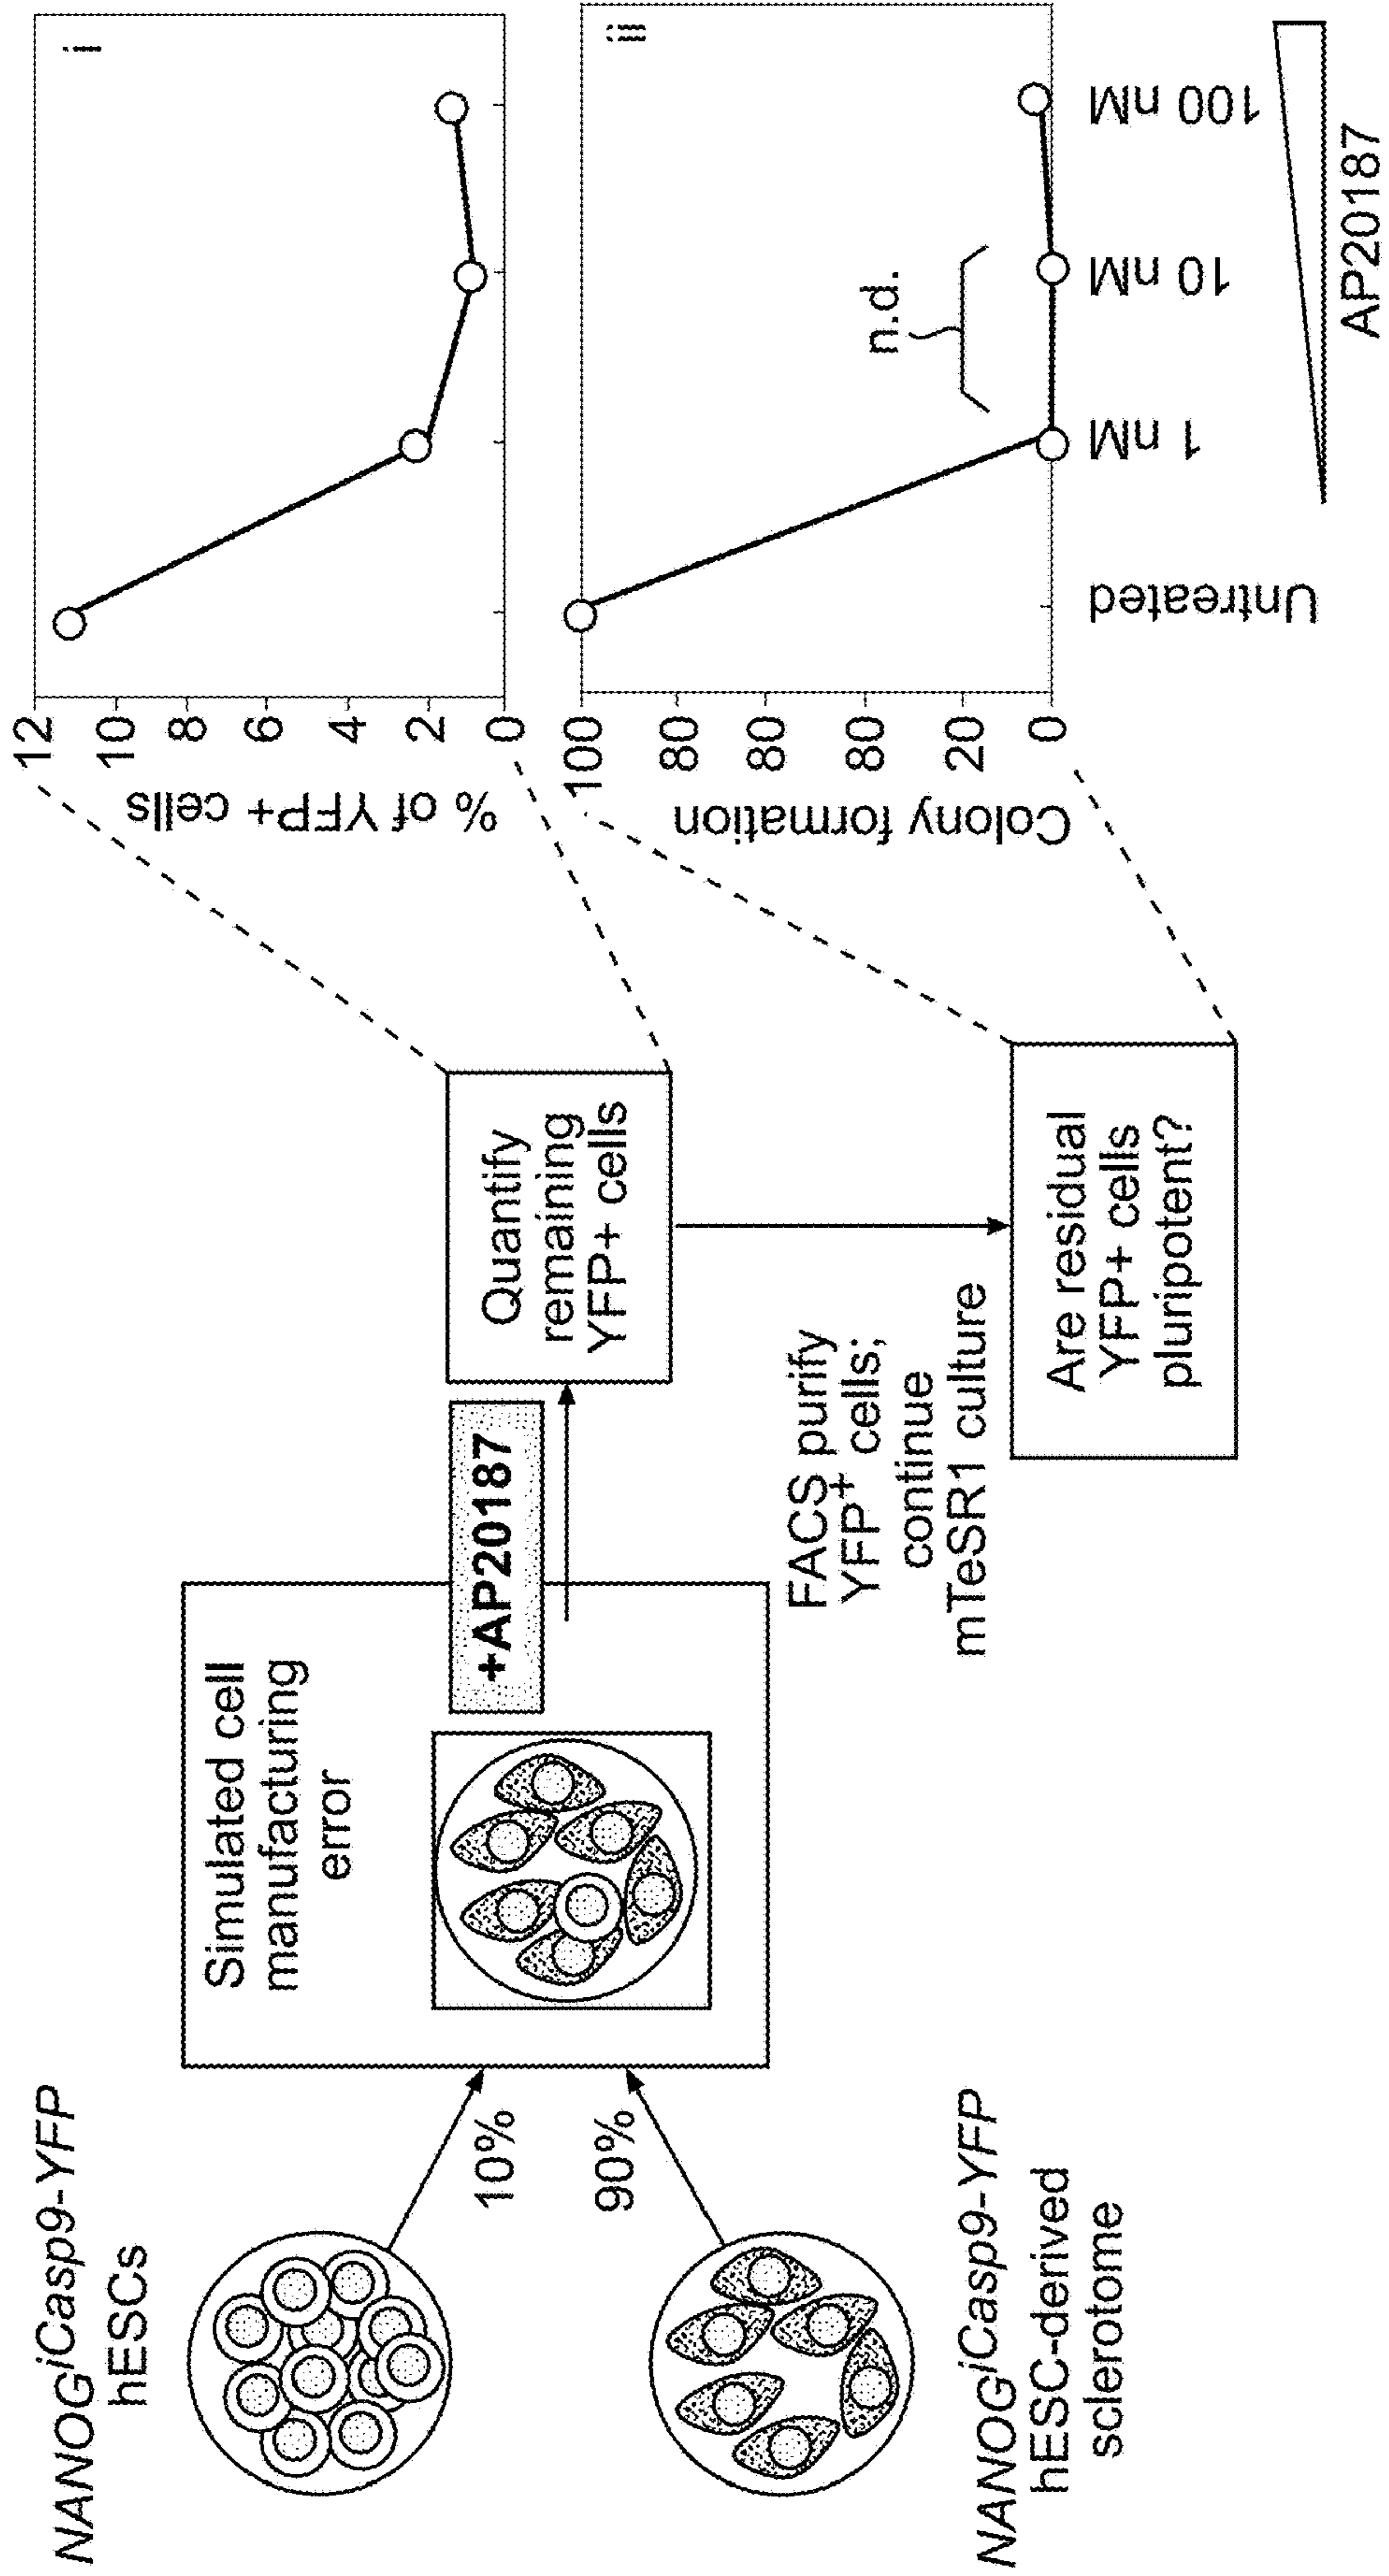 NANOGiCasp9-YFP
hESCs
10%
90%
NANOGiCasp9-YFP
hESC-derived
sclerotome
Simulated cell
manufacturing
error
+AP20187
Quantify
remaining
YFP+ cells
FACS purify
YFP+ cells;
continue
mTeSR1 culture
Are residual
YFP+ cells
pluripotent?
% of YFP+ cells
12
10
8
6
4
2
0
i
Colony formation
100
80
80
80
20
0
ii
n.d.
Untreated
1 nM
10 nM
100 nM
AP20187